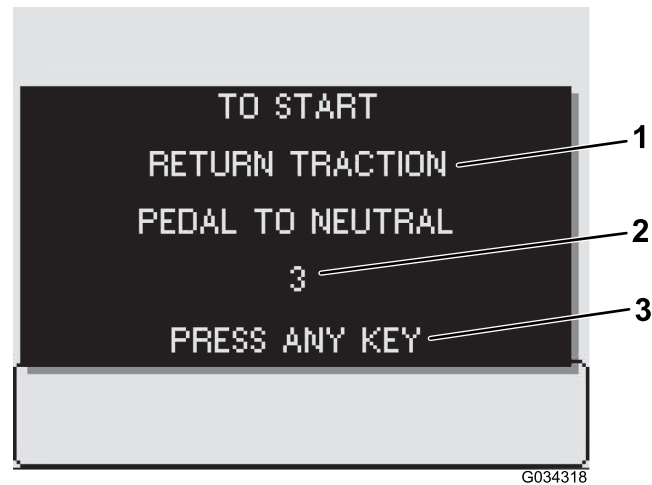 TO START
RETURN TRACTION
1
PEDAL TO NEUTRAL
2
3
3
PRESS ANY KEY
G034318